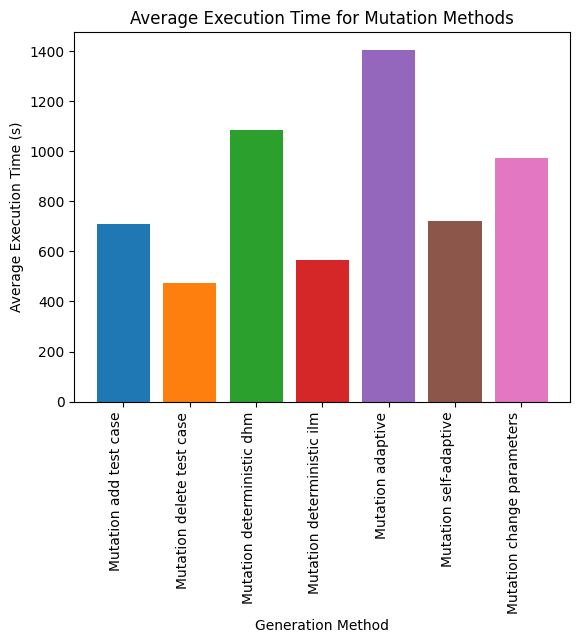 Average Execution Time for Mutation Methods
Average Execution Time (s)
1400
1200
1000
800
600
400
200
0
Mutation add test case
Mutation delete test case
Mutation deterministic dhm
Mutation deterministic ilm
Mutation adaptive
Mutation self-adaptive
Mutation change parameters
Generation Method